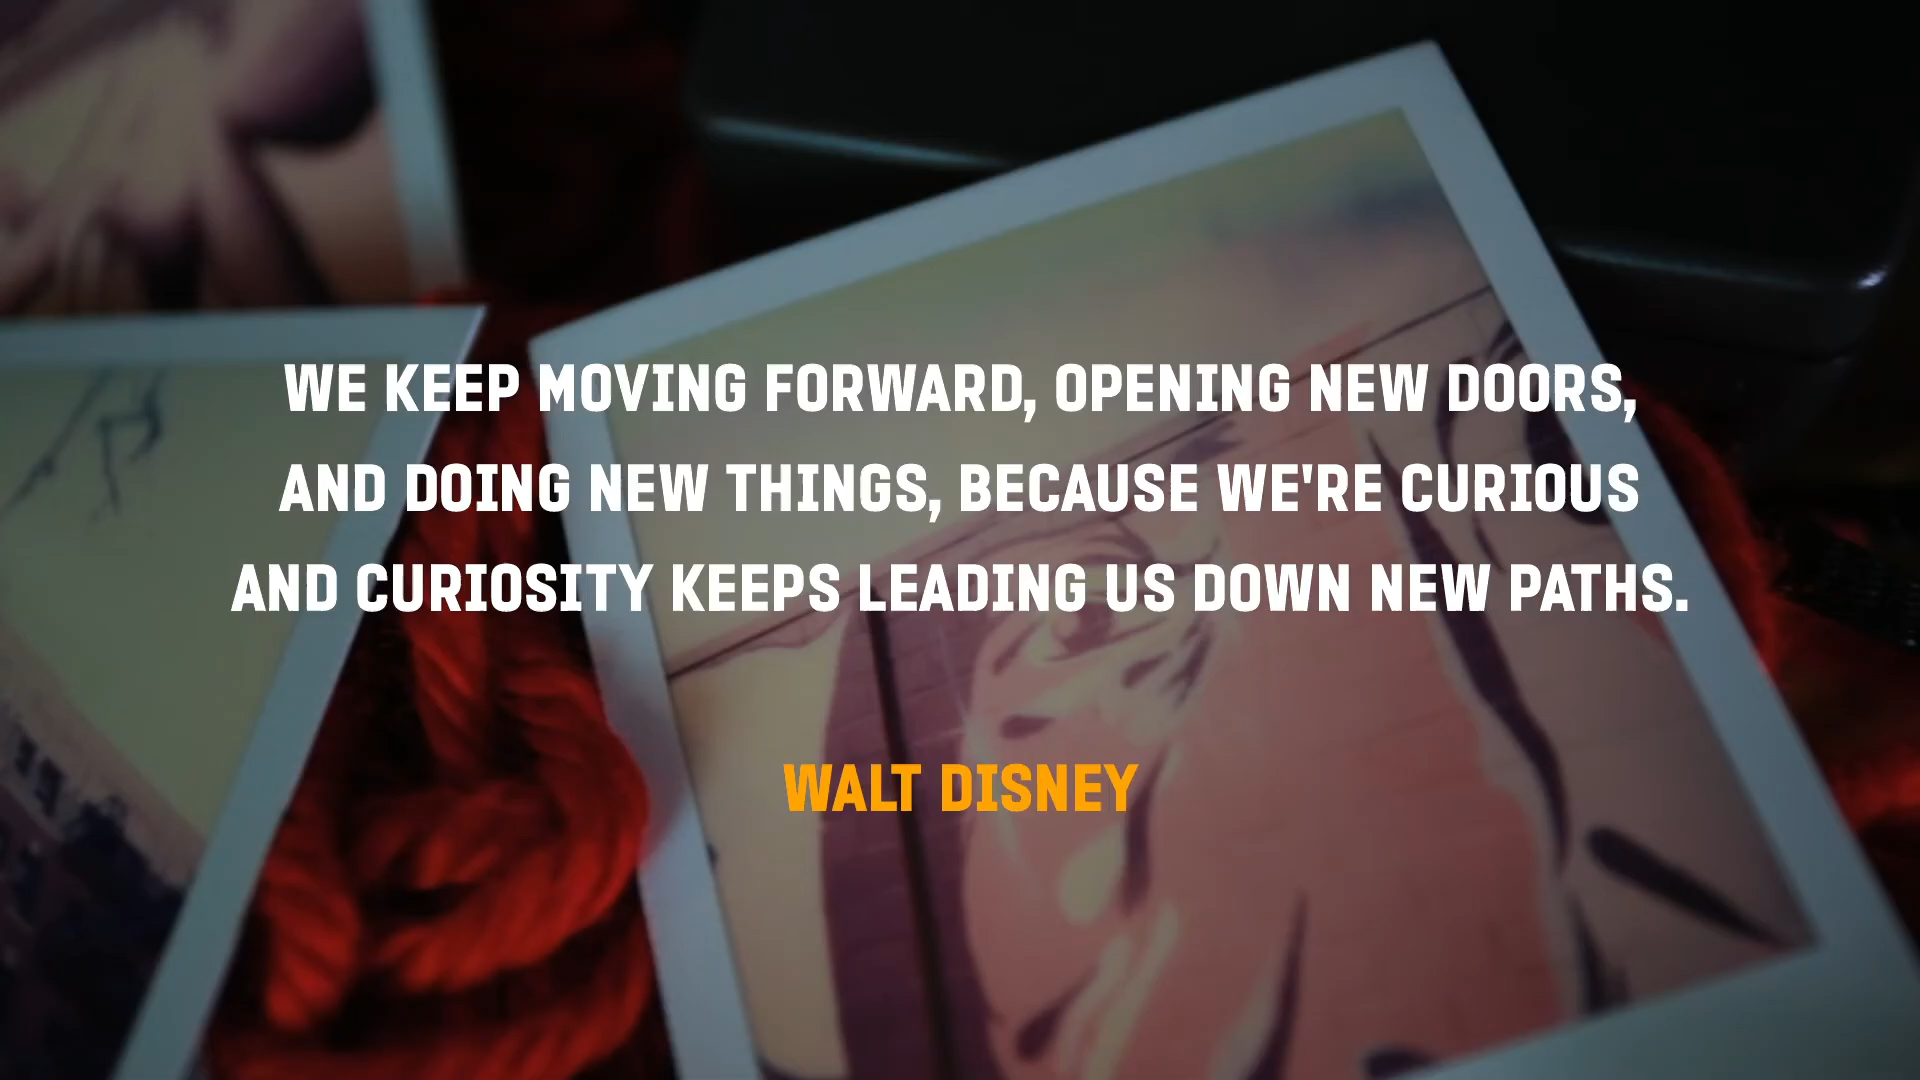 WE KEEP MOVING FORWARD, OPENING NEW DOORS,
AND DOING NEW THINGS, BECAUSE WE'RE CURIOUS
AND CURIOSITY KEEPS LEADING US DOWN NEW PATHS.
WALT DISNEY